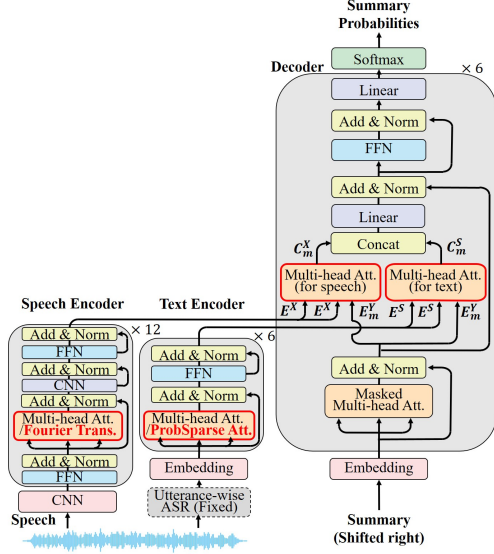 Summary
Probabilities
Softmax
Decoder
× 6
Linear
Add & Norm
FFN
Add & Norm
Linear
C_m^X
Concat
C_m^S
Multi-head Att.
(for speech)
Multi-head Att.
(for text)
E^X
E^X
E_m^Y
E^S
E^S
E_m^Y
Add & Norm
Masked
Multi-head Att.
Embedding
Summary
(Shifted right)
Speech Encoder
× 12
Add & Norm
FFN
Add & Norm
CNN
Add & Norm
Multi-head Att.
/Fourier Trans.
Add & Norm
FFN
CNN
Speech
Text Encoder
× 6
Add & Norm
FFN
Add & Norm
Multi-head Att.
/ProbSparse Att.
Embedding
Utterance-wise
ASR (Fixed)